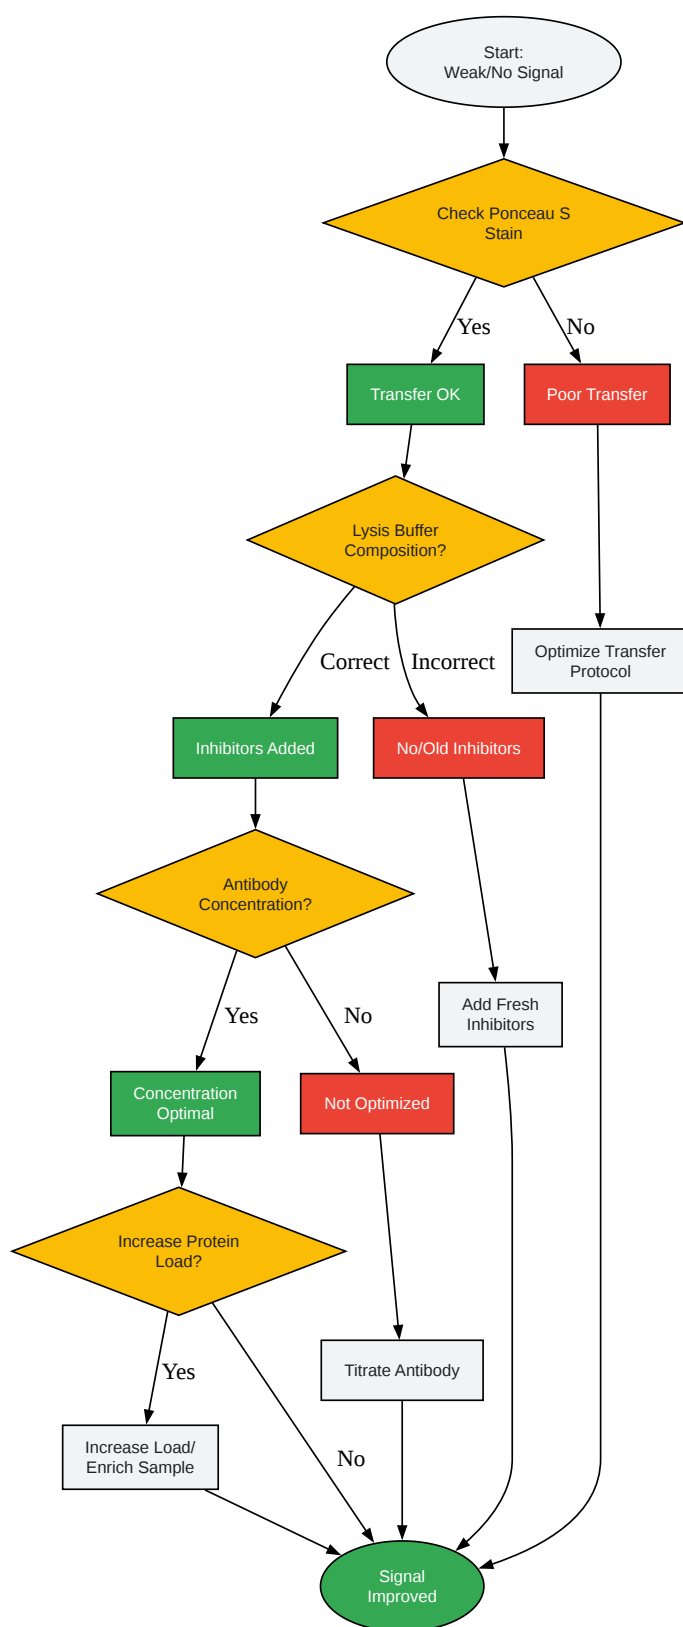 Start:
Weak/No Signal
Check Ponceau S
Stain
Yes
No
Transfer OK
Poor Transfer
Lysis Buffer
Composition?
Optimize Transfer
Protocol
Correct
Incorrect
Inhibitors Added
No/Old Inhibitors
Antibody
Concentration?
Add Fresh
Inhibitors
Yes
No
Concentration
Optimal
Not Optimized
Increase Protein
Load?
Yes
Titrate Antibody
Increase Load/
Enrich Sample
No
Signal
Improved